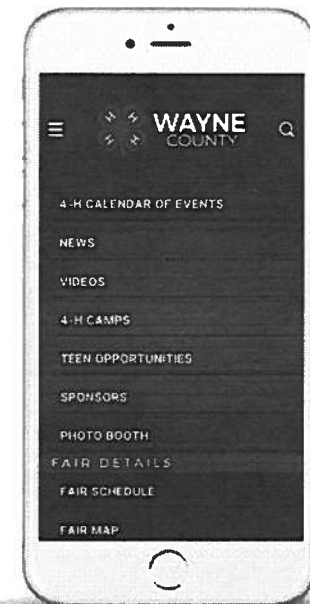 WAYNE
COUNTY
4-H CALENDAR OF EVENTS
NEWS
VIDEOS
4-H CAMPS
TEEN OPPORTUNITIES
SPONSORS
PHOTO BOOTH
FAIR DETAILS
FAIR SCHEDULE
FAIR MAP